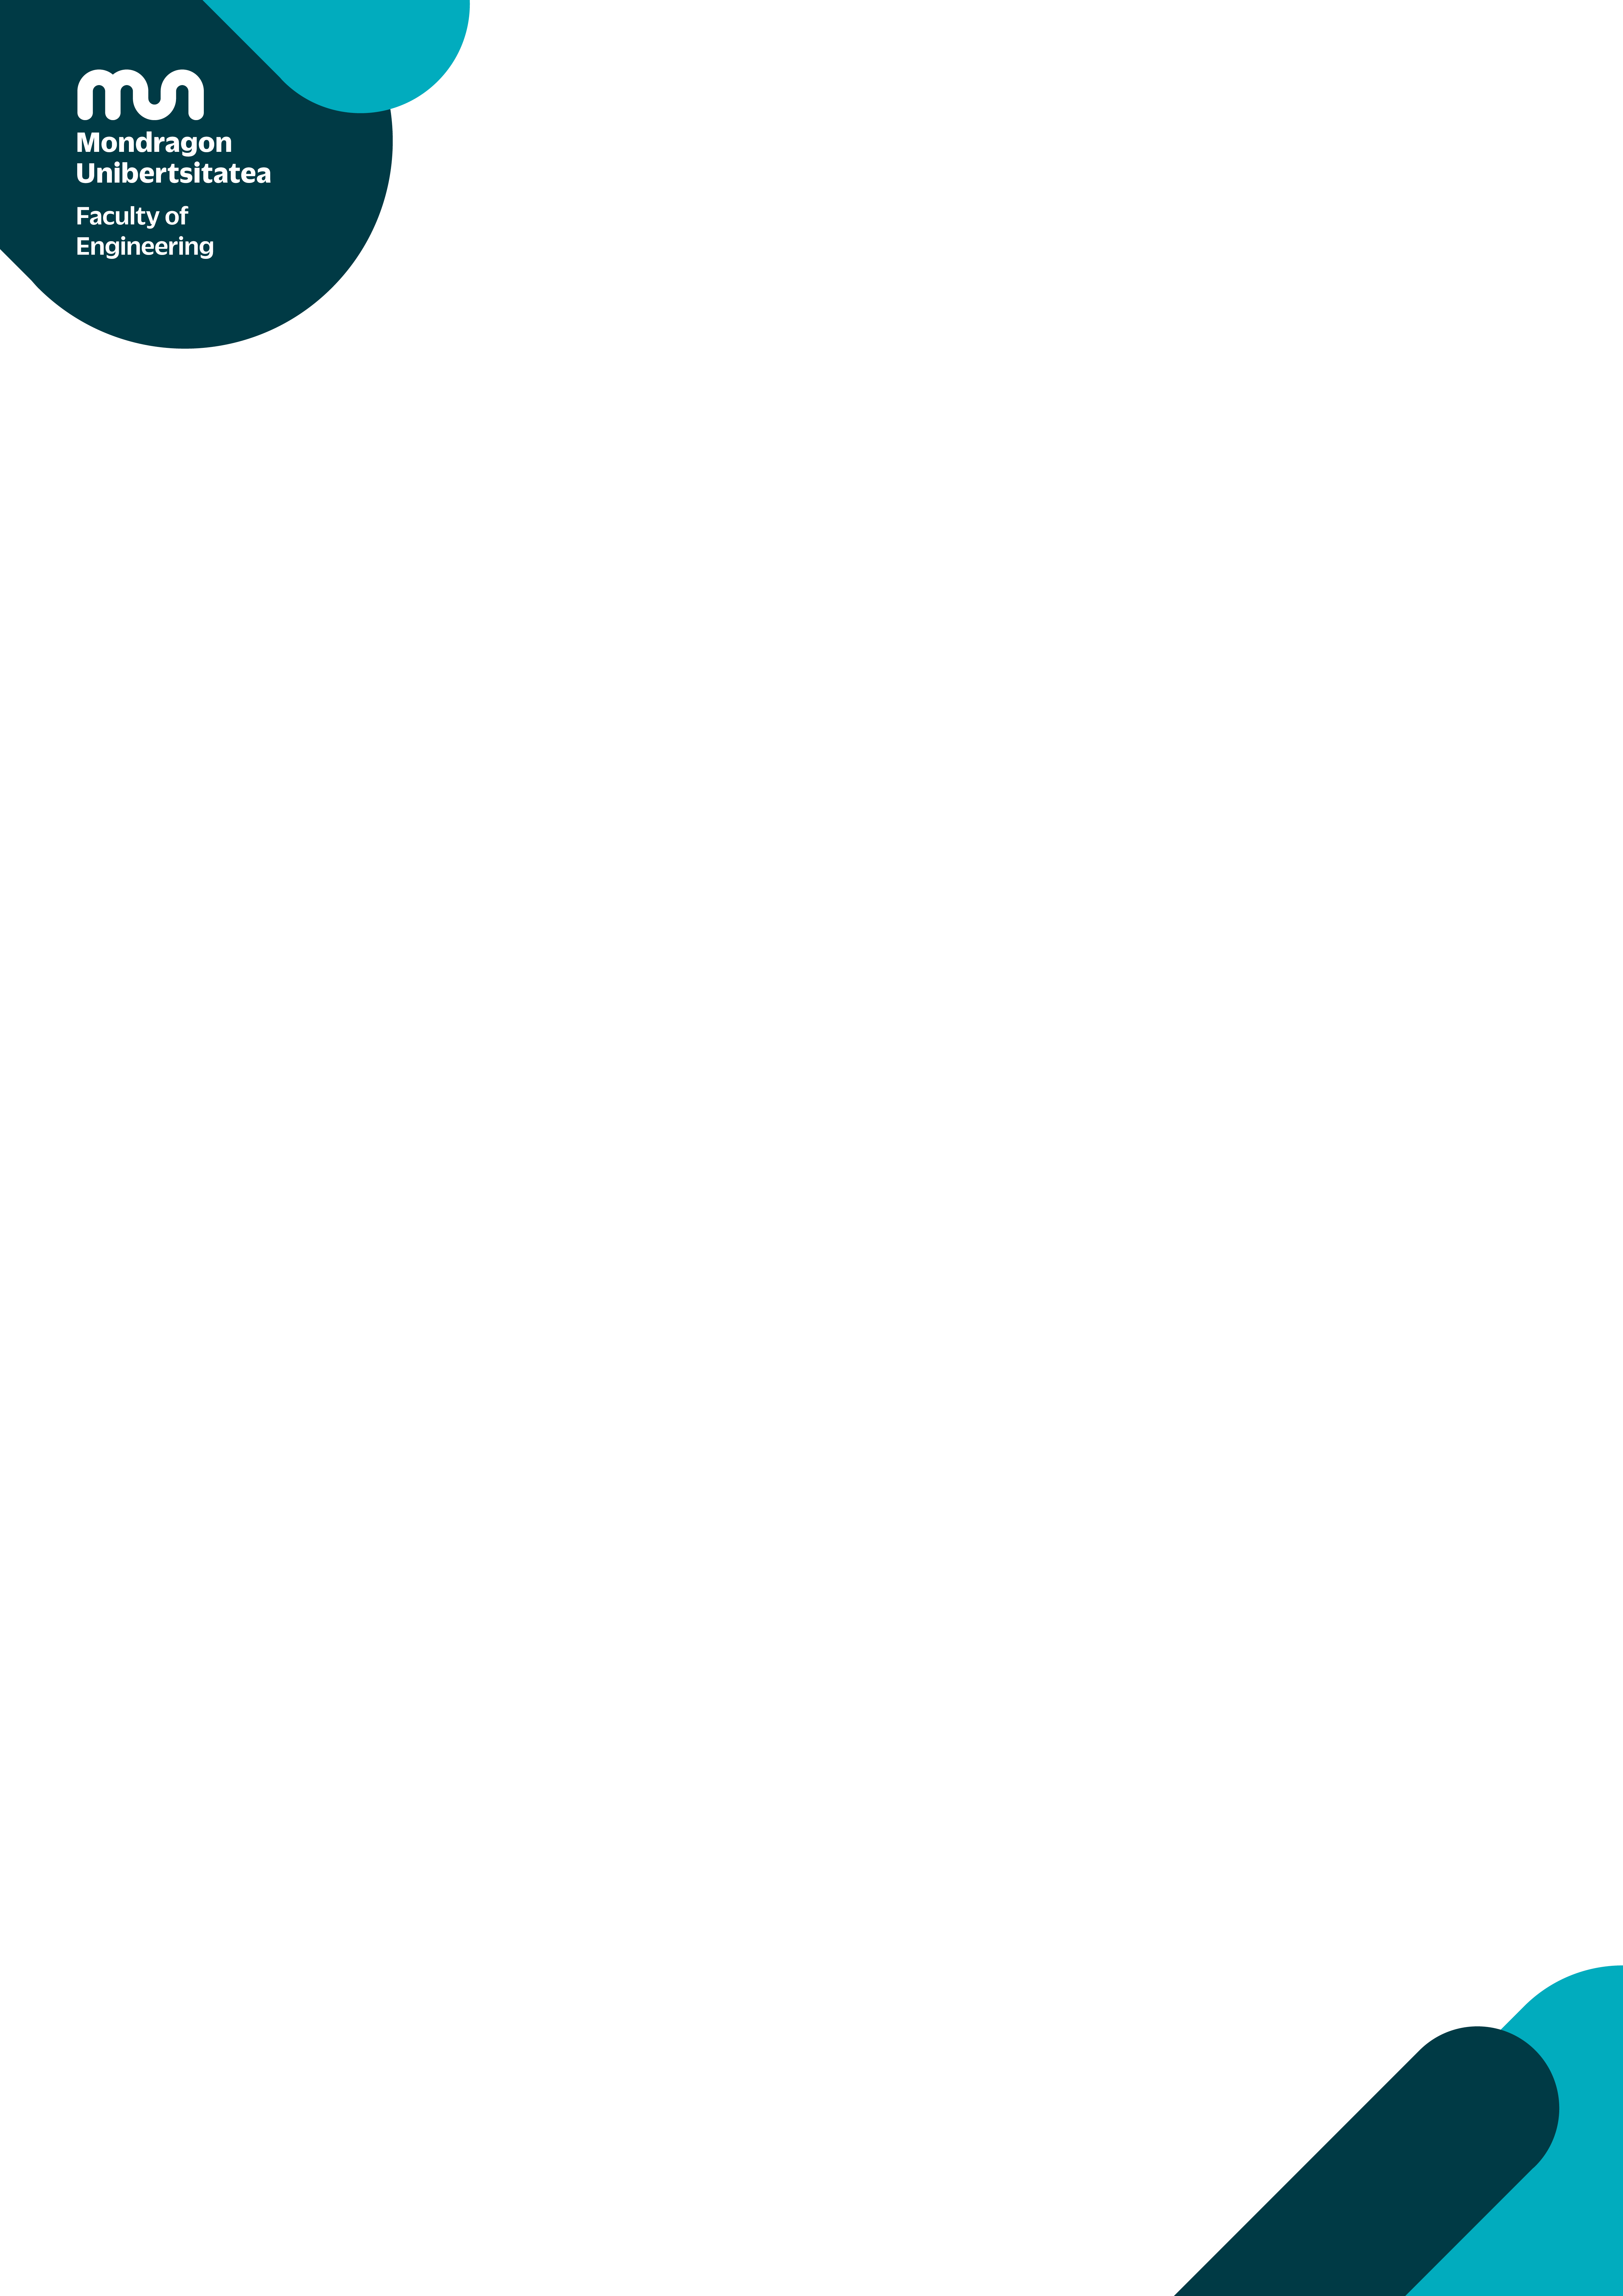 Mondragon
Unibertsitatea
Faculty of
Engineering